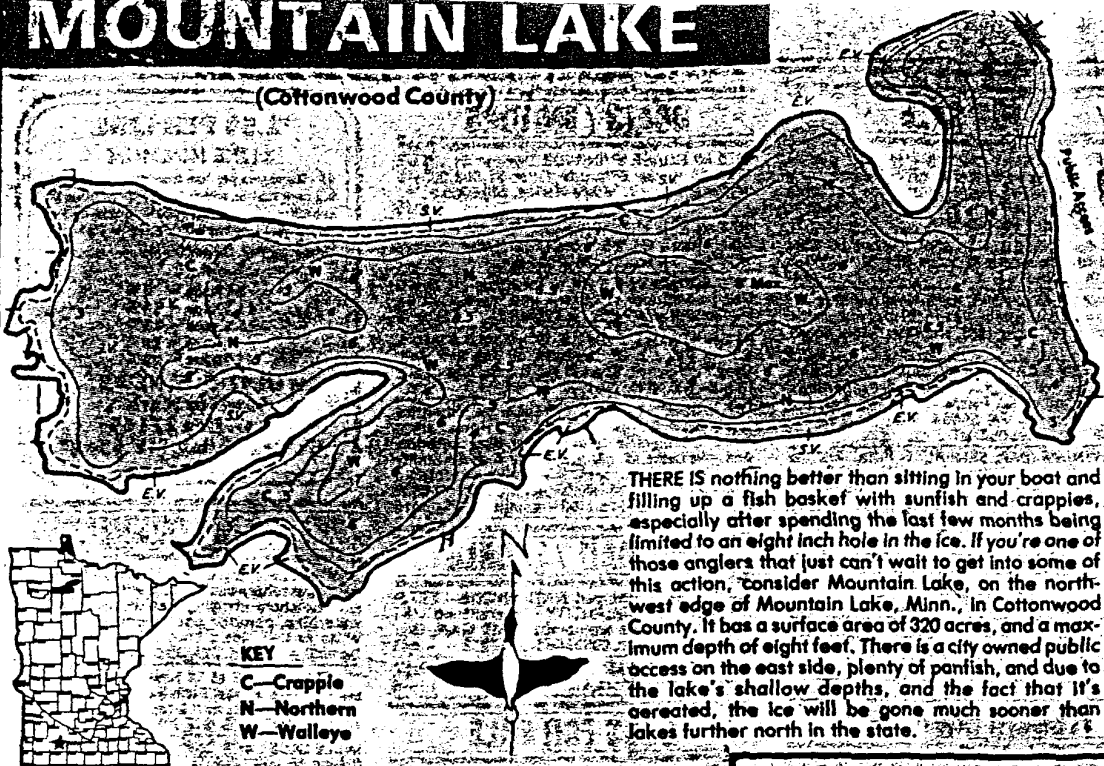 MOUNTAIN LAKE
(Cottonwood County)
E.V.
E.V.
S.V.
S.V.
Public Access
C
W
N
W
Max.
W
C
W
N
W
W
N
S.V.
E.V.
S.V.
E.V.
E.V.
W
C
E.V.
N
THERE IS nothing better than sitting in your boat and
filling up a fish basket with sunfish and crappies,
especially after spending the last few months being
limited to an eight inch hole in the ice. If you're one of
those anglers that just can't wait to get into some of
this action, consider Mountain Lake, on the north-
west edge of Mountain Lake, Minn., in Cottonwood
County. It has a surface area of 320 acres, and a max-
imum depth of eight feet. There is a city owned public
access on the east side, plenty of panfish, and due to
the lake's shallow depths, and the fact that it's
aereated, the ice will be gone much sooner than
lakes further north in the state.
KEY
C—Crappie
N—Northern
W—Walleye